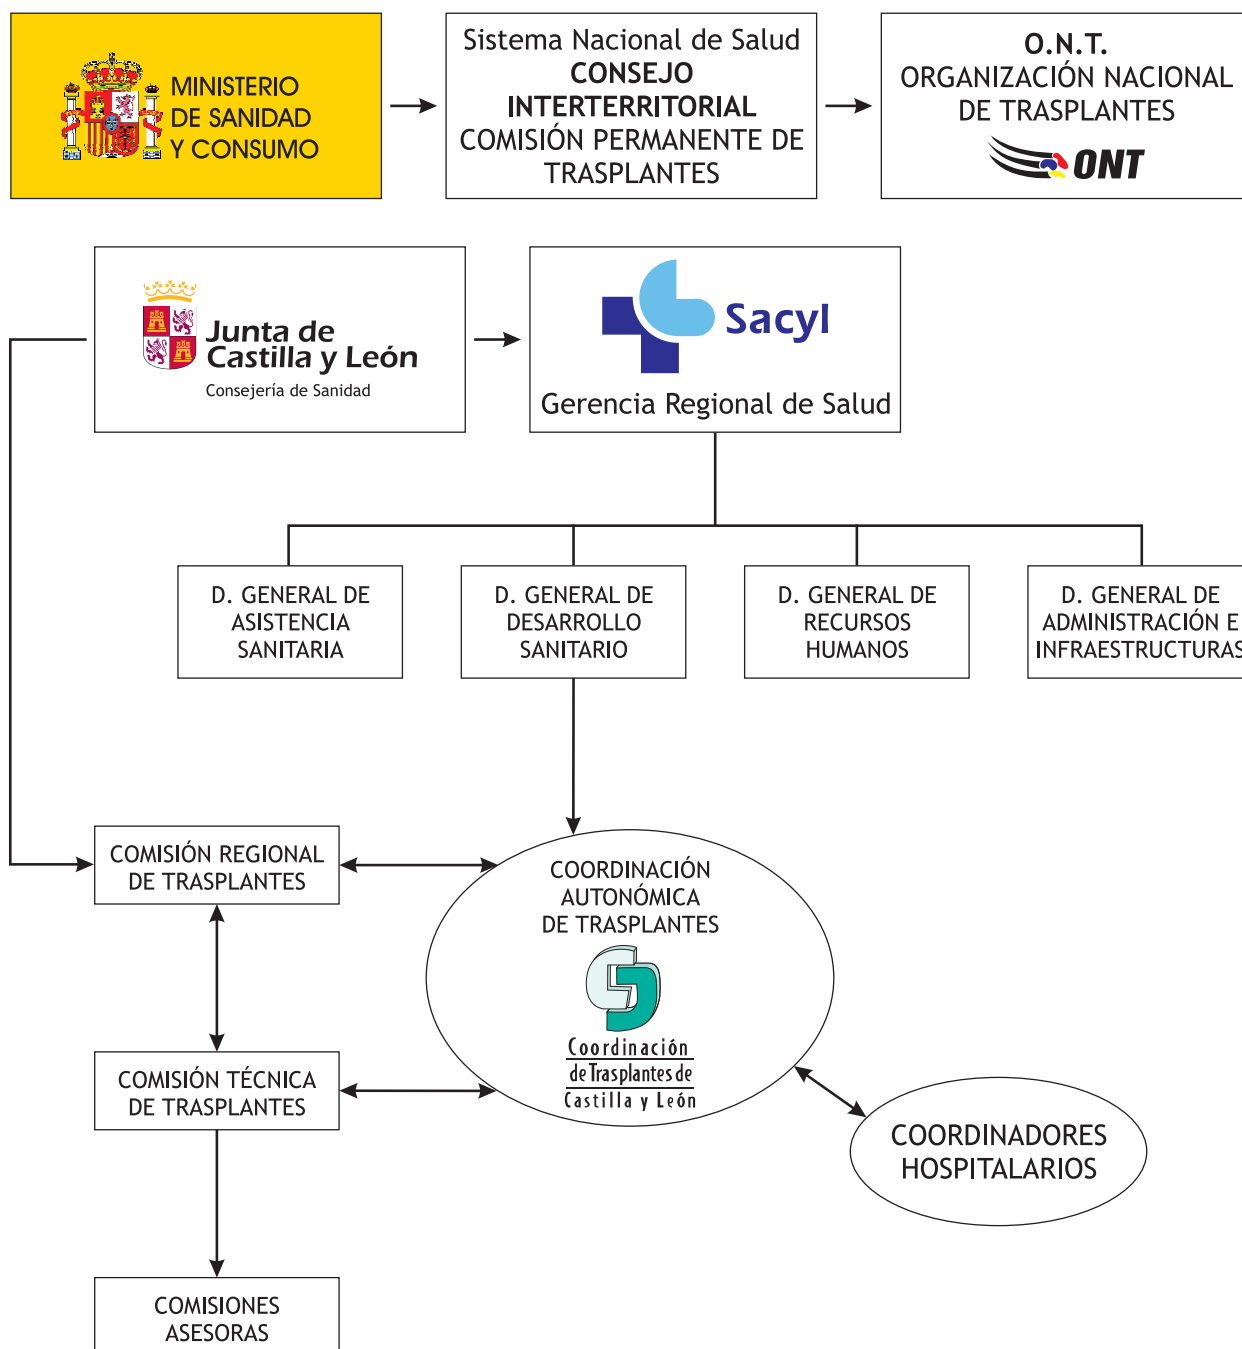 MINISTERIO
DE SANIDAD
Y CONSUMO
Sistema Nacional de Salud
CONSEJO
INTERTERRITORIAL
COMISIÓN PERMANENTE DE
TRASPLANTES
O.N.T.
ORGANIZACIÓN NACIONAL
DE TRASPLANTES
ONT
Junta de
Castilla y León
Consejería de Sanidad
Sacyl
Gerencia Regional de Salud
D. GENERAL DE
ASISTENCIA
SANITARIA
D. GENERAL DE
DESARROLLO
SANITARIO
D. GENERAL DE
RECURSOS
HUMANOS
D. GENERAL DE
ADMINISTRACIÓN E
INFRAESTRUCTURAS
COMISIÓN REGIONAL
DE TRASPLANTES
COORDINACIÓN
AUTONÓMICA
DE TRASPLANTES
Coordinación
de Trasplantes de
Castilla y León
COMISIÓN TÉCNICA
DE TRASPLANTES
COORDINADORES
HOSPITALARIOS
COMISIONES
ASESORAS